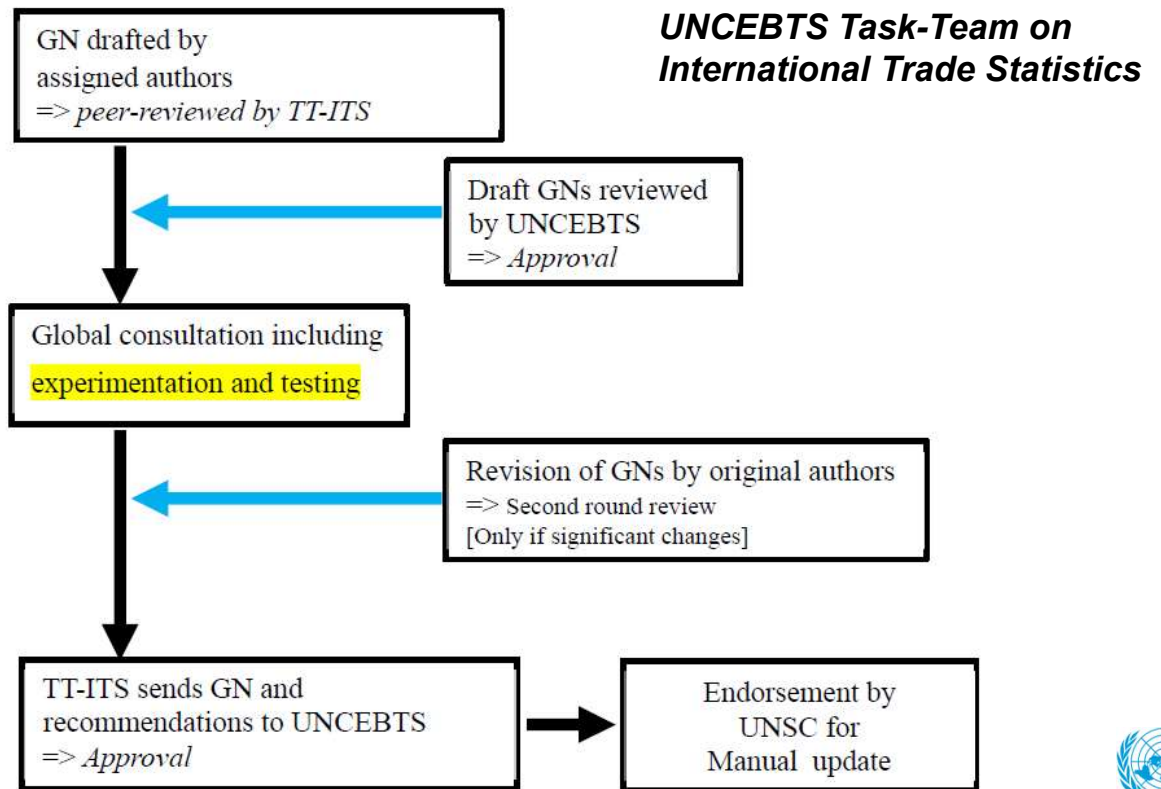 UNCEBTS Task-Team on
International Trade Statistics
GN drafted by
assigned authors
=> peer-reviewed by TT-ITS
Draft GNs reviewed
by UNCEBTS
=> Approval
Global consultation including
experimentation and testing
Revision of GNs by original authors
=> Second round review
[Only if significant changes]
TT-ITS sends GN and
recommendations to UNCEBTS
=> Approval
Endorsement by
UNSC for
Manual update